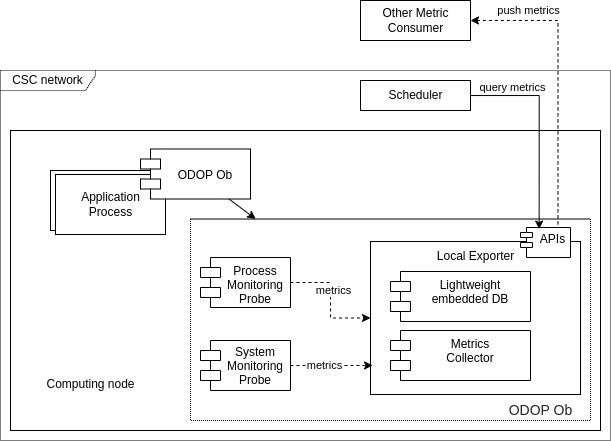 Other Metric
Consumer
push metrics
CSC network
Scheduler
query metrics
ODOP Ob
Application
Process
APIs
Local Exporter
Process
Monitoring
Probe
metrics
Lightweight
embedded DB
System
Monitoring
Probe
metrics
Metrics
Collector
Computing node
ODOP Ob